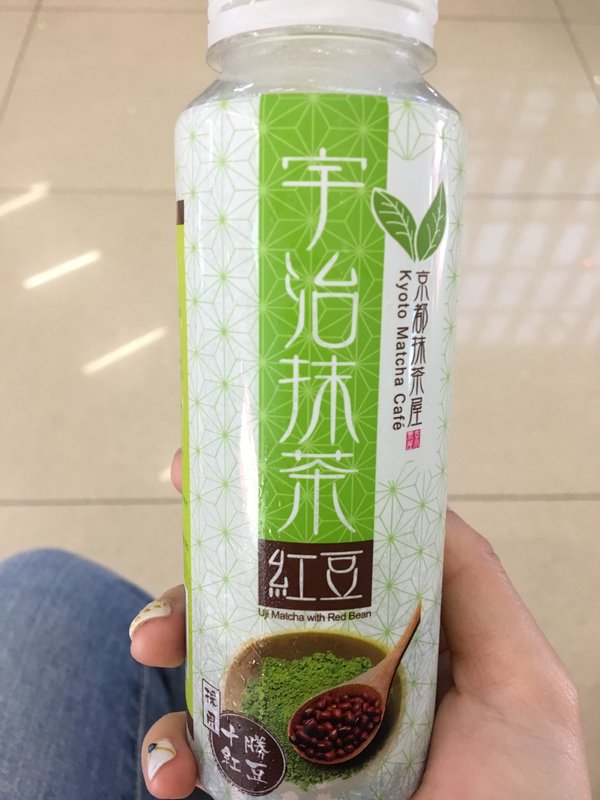 宇治抹茶
紅豆
Uji Matcha with Red Bean
京都抹茶屋
Kyoto Matcha Café
採用
十勝
紅豆